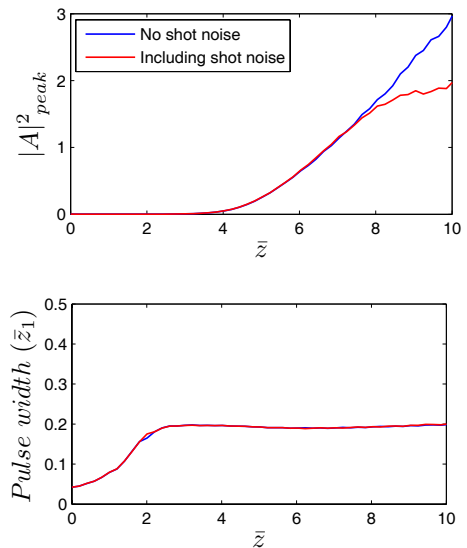 3
2
1
0
|A|²peak
No shot noise
Including shot noise
0 2 4 6 8 10
z̄
0.5
0.4
0.3
0.2
0.1
0
Pulse width (z̄₁)
0 2 4 6 8 10
z̄